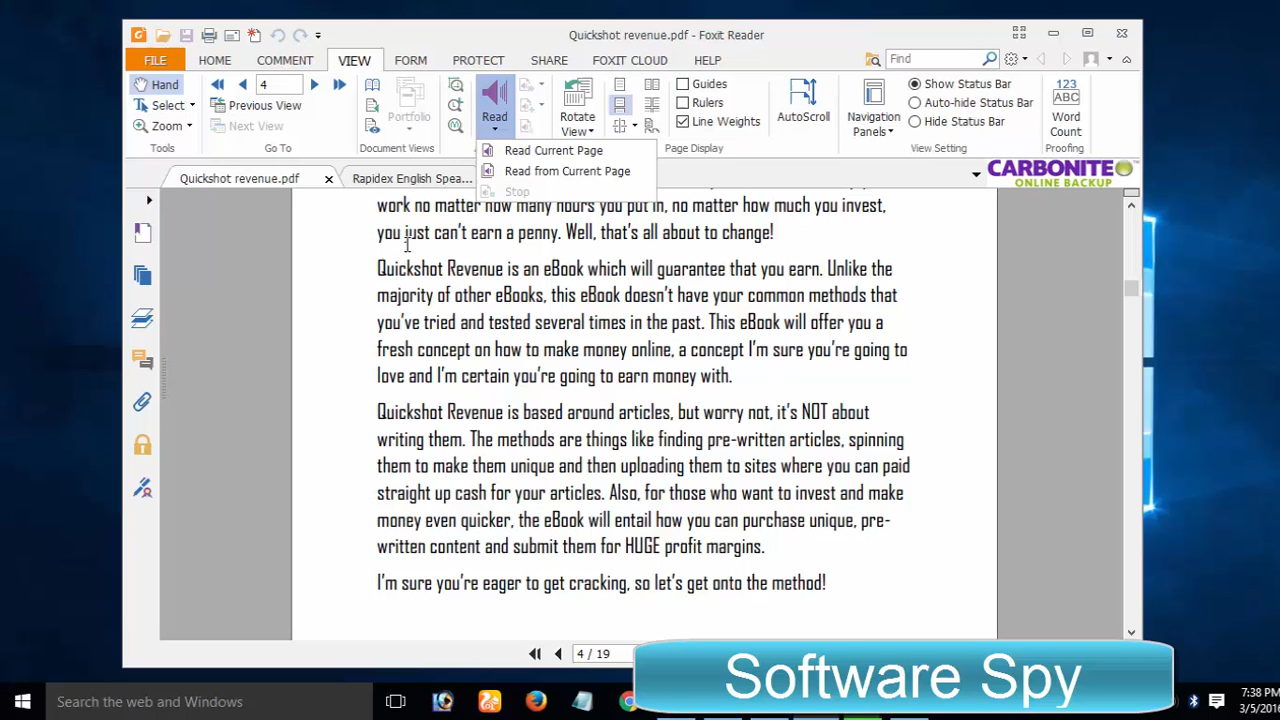 Quickshot revenue.pdf - Foxit Reader
FILE HOME COMMENT VIEW FORM PROTECT SHARE FOXIT CLOUD HELP
Find
Hand
4
Select
Previous View
Zoom
Next View
Tools
Go To
Portfolio
Document Views
Read
Rotate View
Guides
Rulers
Line Weights
Page Display
AutoScroll
Navigation Panels
Show Status Bar
Auto-hide Status Bar
Hide Status Bar
View Setting
123
ABC
Word Count
Proofing
Read Current Page
Read from Current Page
Stop
Quickshot revenue.pdf
English Spea...
CARBONITE
ONLINE BACKUP
work no matter how many hours you put in, no matter how much you invest,
you just can't earn a penny. Well, that's all about to change!
Quickshot Revenue is an eBook which will guarantee that you earn. Unlike the
majority of other eBooks, this eBook doesn't have your common methods that
you've tried and tested several times in the past. This eBook will offer you a
fresh concept on how to make money online, a concept I'm sure you're going to
love and I'm certain you're going to earn money with.
Quickshot Revenue is based around articles, but worry not, it's NOT about
writing them. The methods are things like finding pre-written articles, spinning
them to make them unique and then uploading them to sites where you can paid
straight up cash for your articles. Also, for those who want to invest and make
money even quicker, the eBook will entail how you can purchase unique, pre-
written content and submit them for HUGE profit margins.
I'm sure you're eager to get cracking, so let's get onto the method!
4 / 19
Software Spy
Search the web and Windows
7:38 PM
3/5/2016